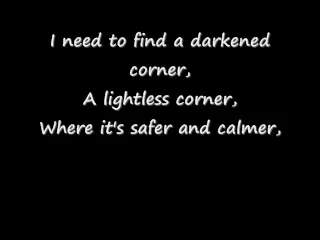 I need to find a darkened
corner,
A lightless corner,
Where it's safer and calmer,